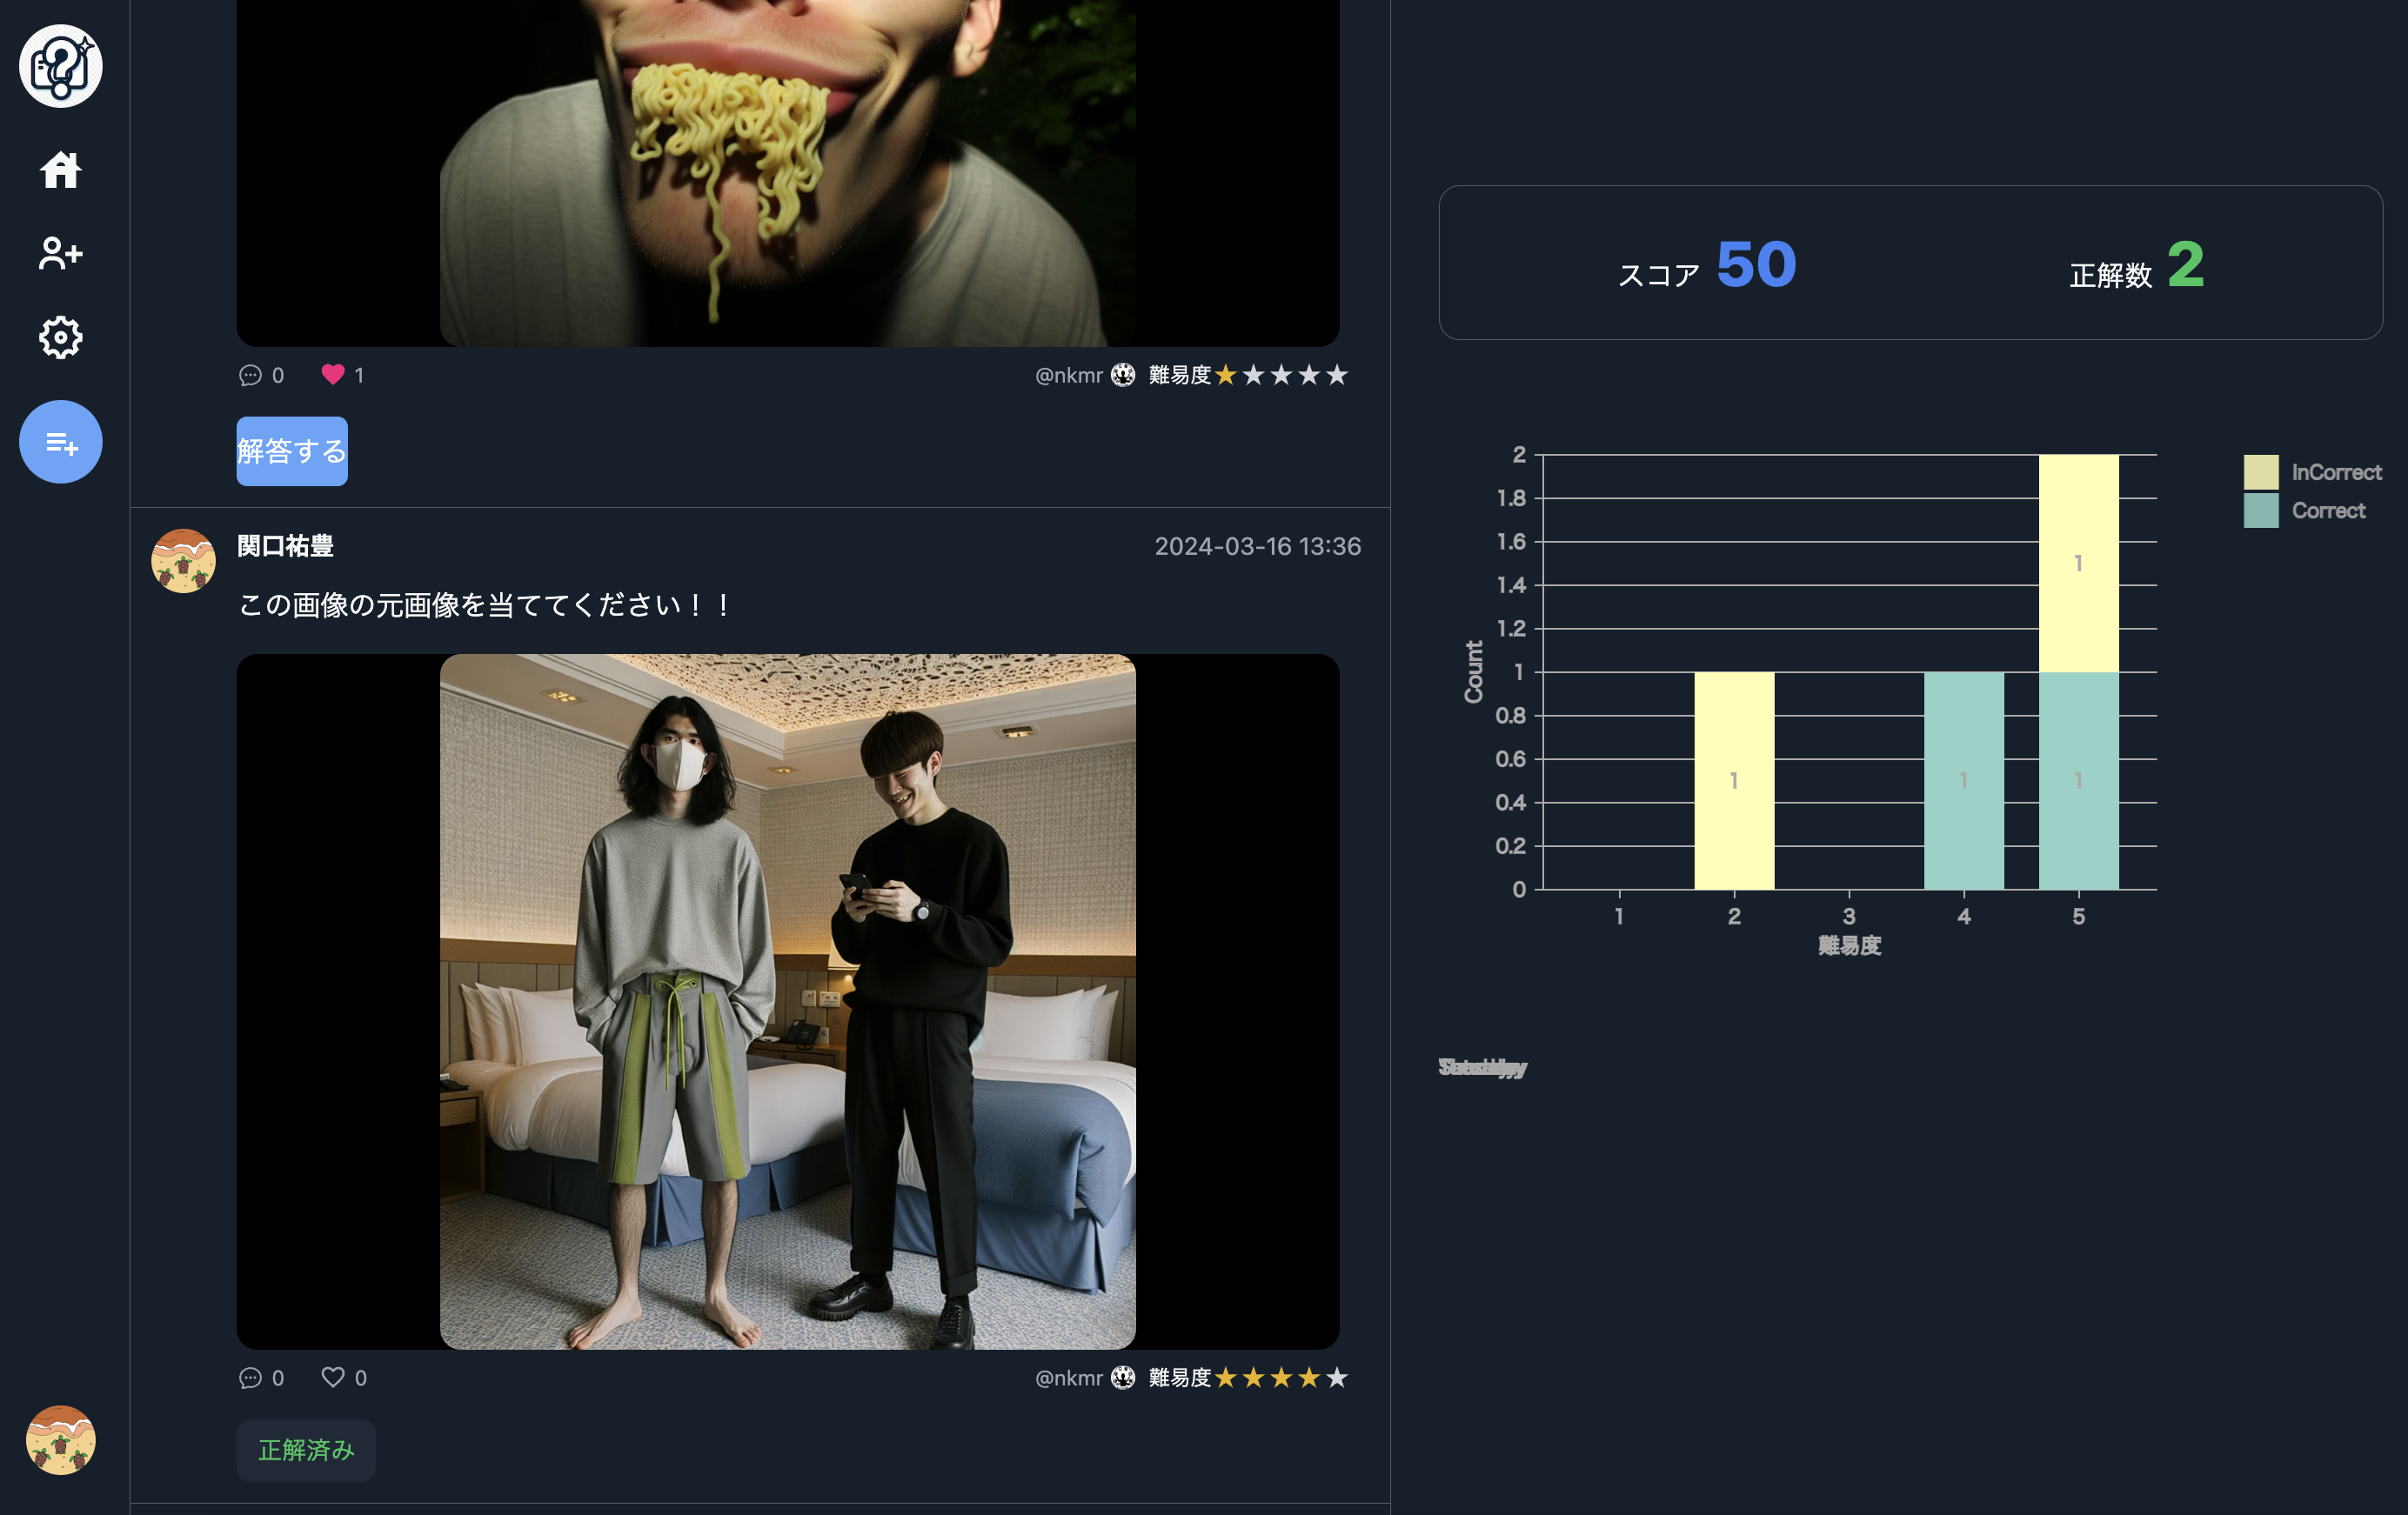 0 1 @nkmr 難易度
解答する
関口祐豊 2024-03-16 13:36
この画像の元画像を当ててください！！
0 0 @nkmr 難易度
正解済み
スコア 50 正解数 2
InCorrect
Correct
Count
2
1.8
1.6
1.4
1.2
1
0.8
0.6
0.4
0.2
0
1
1 1 1
1 2 3 4 5
難易度